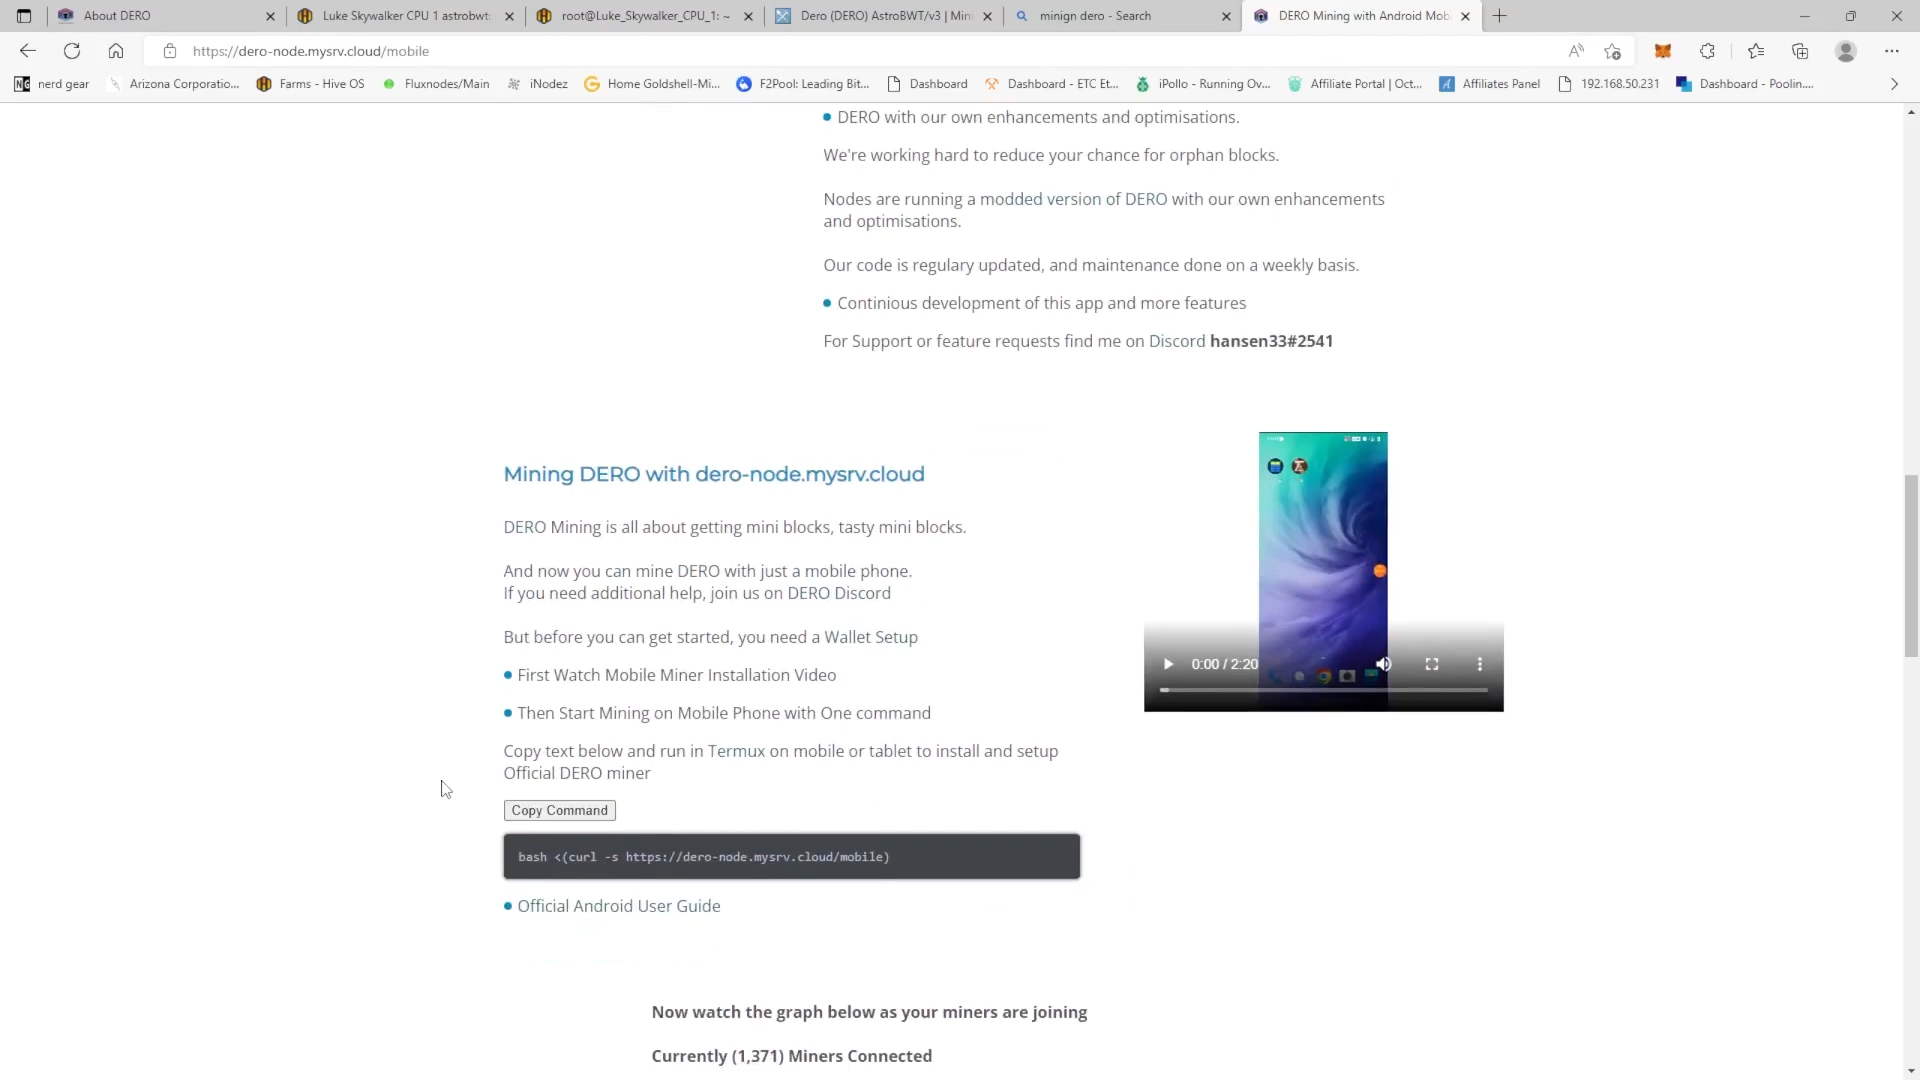 About DERO
Luke Skywalker CPU 1 astrobwt:
root@Luke_Skywalker_CPU_1: ~
Dero (DERO) AstroBWT/v3 | Mini
minign dero - Search
DERO Mining with Android Mob
https://dero-node.mysrv.cloud/mobile
nerd gear
Arizona Corporatio...
Farms - Hive OS
Fluxnodes/Main
iNodez
Home Goldshell-Mi...
F2Pool: Leading Bit...
Dashboard
Dashboard - ETC Et...
iPollo - Running Ov...
Affiliate Portal | Oct...
Affiliates Panel
192.168.50.231
Dashboard - Poolin....
DERO with our own enhancements and optimisations.
We're working hard to reduce your chance for orphan blocks.
Nodes are running a modded version of DERO with our own enhancements
and optimisations.
Our code is regulary updated, and maintenance done on a weekly basis.
Continious development of this app and more features
For Support or feature requests find me on Discord hansen33#2541
Mining DERO with dero-node.mysrv.cloud
DERO Mining is all about getting mini blocks, tasty mini blocks.
And now you can mine DERO with just a mobile phone.
If you need additional help, join us on DERO Discord
But before you can get started, you need a Wallet Setup
First Watch Mobile Miner Installation Video
0:00 / 2:20
Then Start Mining on Mobile Phone with One command
Copy text below and run in Termux on mobile or tablet to install and setup
Official DERO miner
Copy Command
bash <(curl -s https://dero-node.mysrv.cloud/mobile)
Official Android User Guide
Now watch the graph below as your miners are joining
Currently (1,371) Miners Connected